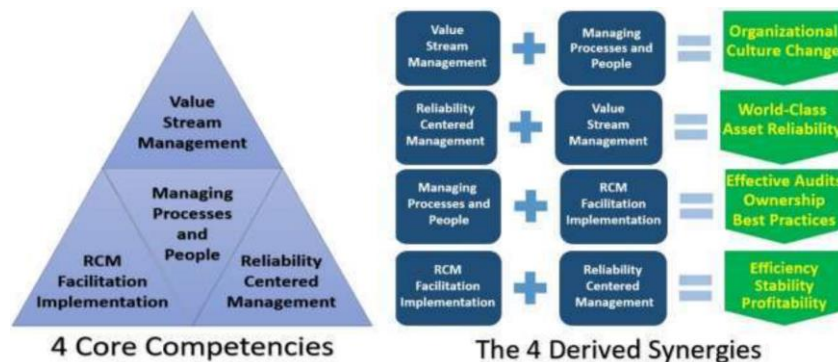 Value
Stream
Management
Managing
Processes
and
People
RCM
Facilitation
Implementation
Reliability
Centered
Management
4 Core Competencies
Value
Stream
Management
Managing
Processes and
People
Organizational
Culture Change
Reliability
Centered
Management
Value
Stream
Management
World-Class
Asset Reliability
Managing
Processes and
People
RCM
Facilitation
Implementation
Effective Audits
Ownership
Best Practices
RCM
Facilitation
Implementation
Reliability
Centered
Management
Efficiency
Stability
Profitability
The 4 Derived Synergies